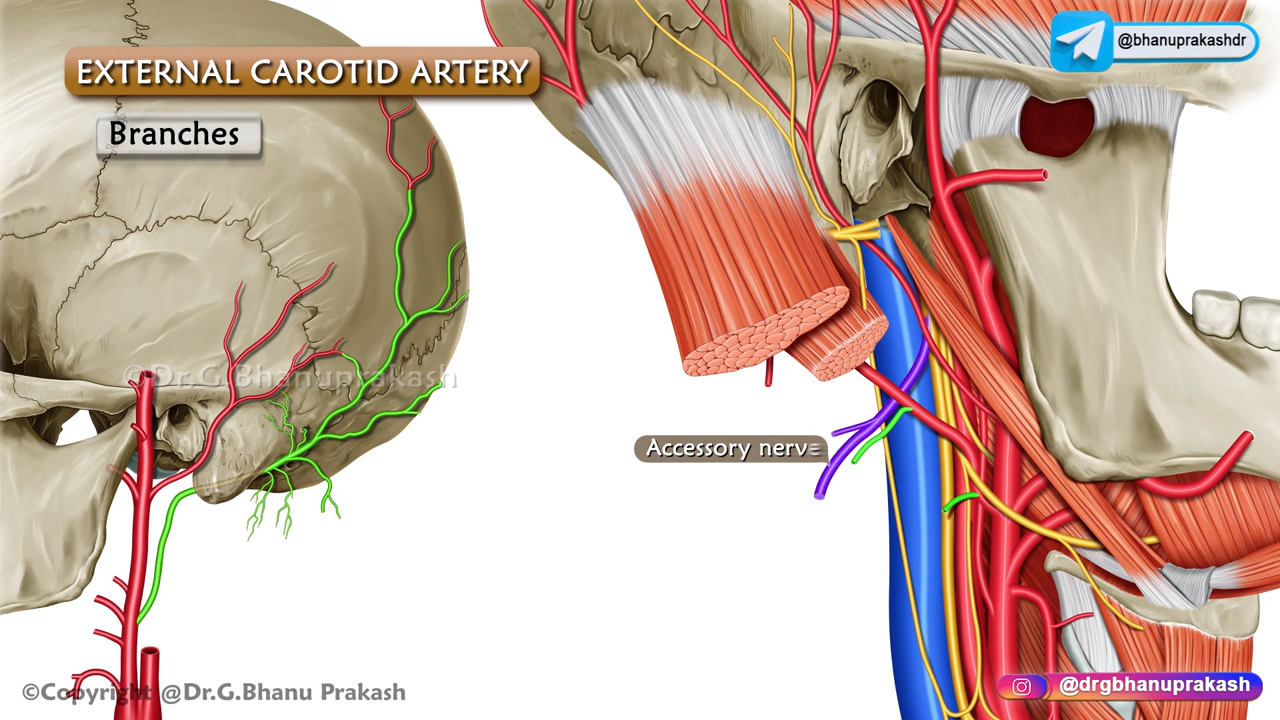 EXTERNAL CAROTID ARTERY
Branches
@bhanuprakashdr
©Dr.G.Bhanuprakash
Accessory nerve
©Copyright @Dr.G.Bhanu Prakash
@drgbhanuprakash